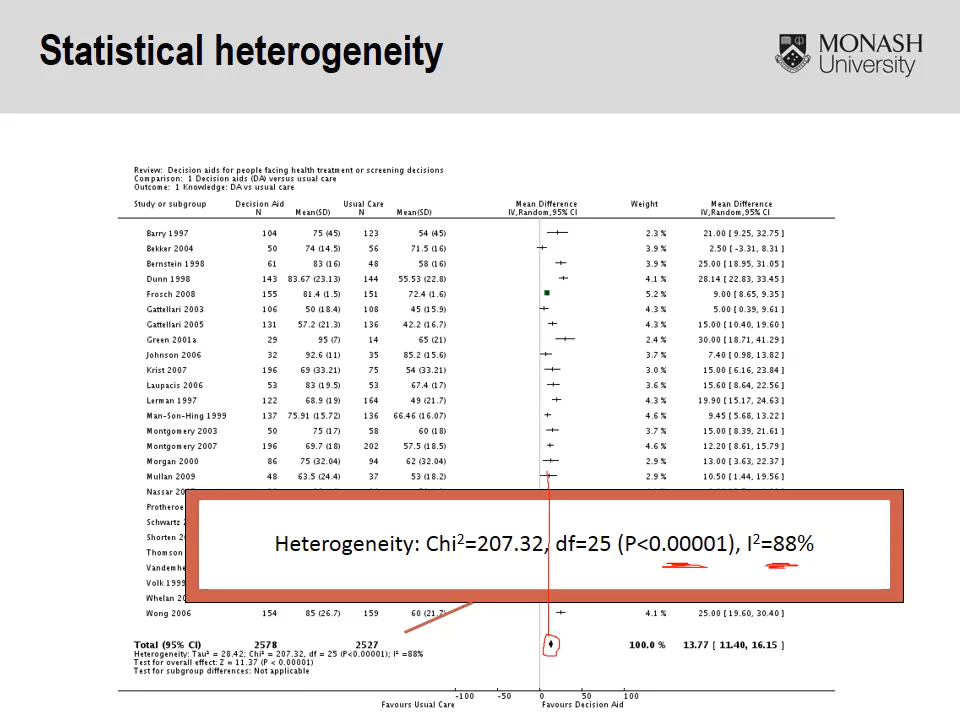 Statistical heterogeneity
MONASH
University
Review: Decision aids for people facing health treatment or screening decisions
Comparison: 1 Decision aids (DA) versus usual care
Outcome: 1 Knowledge: DA vs usual care
Study or subgroup Decision Aid Usual Care Mean Difference Weight Mean Difference
N Mean(SD) N Mean(SD) IV,Random,95% CI IV,Random,95% CI
Barry 1997 104 75 (45) 123 54 (45) 2.3 % 21.00 [ 9.25, 32.75 ]
Bekker 2004 50 74 (14.5) 56 71.5 (16) 3.9 % 2.50 [ -3.31, 8.31 ]
Bernstein 1998 61 83 (16) 48 58 (16) 3.9 % 25.00 [ 18.95, 31.05 ]
Dunn 1998 143 83.67 (23.13) 144 55.53 (22.8) 4.1 % 28.14 [ 22.83, 33.45 ]
Frosch 2008 155 81.4 (1.5) 151 72.4 (1.6) 5.2 % 9.00 [ 8.65, 9.35 ]
Gattellari 2003 106 50 (18.4) 108 45 (15.9) 4.3 % 5.00 [ 0.39, 9.61 ]
Gattellari 2005 131 57.2 (21.3) 136 42.2 (16.7) 4.3 % 15.00 [ 10.40, 19.60 ]
Green 2001a 29 95 (7) 14 65 (21) 2.4 % 30.00 [ 18.71, 41.29 ]
Johnson 2006 32 92.6 (11) 35 85.2 (15.6) 3.7 % 7.40 [ 0.98, 13.82 ]
Krist 2007 196 69 (33.21) 75 54 (33.21) 3.0 % 15.00 [ 6.16, 23.84 ]
Laupacis 2006 53 83 (19.5) 53 67.4 (17) 3.6 % 15.60 [ 8.64, 22.56 ]
Lerman 1997 122 68.9 (19) 164 49 (21.7) 4.3 % 19.90 [ 15.17, 24.63 ]
Man-Son-Hing 1999 137 75.91 (15.72) 136 66.46 (16.07) 4.6 % 9.45 [ 5.68, 13.22 ]
Montgomery 2003 50 75 (17) 58 60 (18) 3.7 % 15.00 [ 8.39, 21.61 ]
Montgomery 2007 196 69.7 (18) 202 57.5 (18.5) 4.6 % 12.20 [ 8.61, 15.79 ]
Morgan 2000 86 75 (32.04) 94 62 (32.04) 2.9 % 13.00 [ 3.63, 22.37 ]
Mullan 2009 48 63.5 (24.4) 37 53 (18.2) 2.9 % 10.50 [ 1.44, 19.56 ]
Nassar
Protheroe
Schwartz
Shorten
Thomson
Volk 1999
Whelan
Heterogeneity: Chi²=207.32, df=25 (P<0.00001), I²=88%
Wong 2006 154 85 (26.7) 159 60 (21.7) 4.1 % 25.00 [ 19.60, 30.40 ]
Total (95% CI) 2578 2527 100.0 % 13.77 [ 11.40, 16.15 ]
Heterogeneity: Tau² = 28.42; Chi² = 207.32, df = 25 (P<0.00001); I² =88%
Test for overall effect: Z = 11.37 (P < 0.00001)
Test for subgroup differences: Not applicable
-100 -50 0 50 100
Favours Usual Care Favours Decision Aid